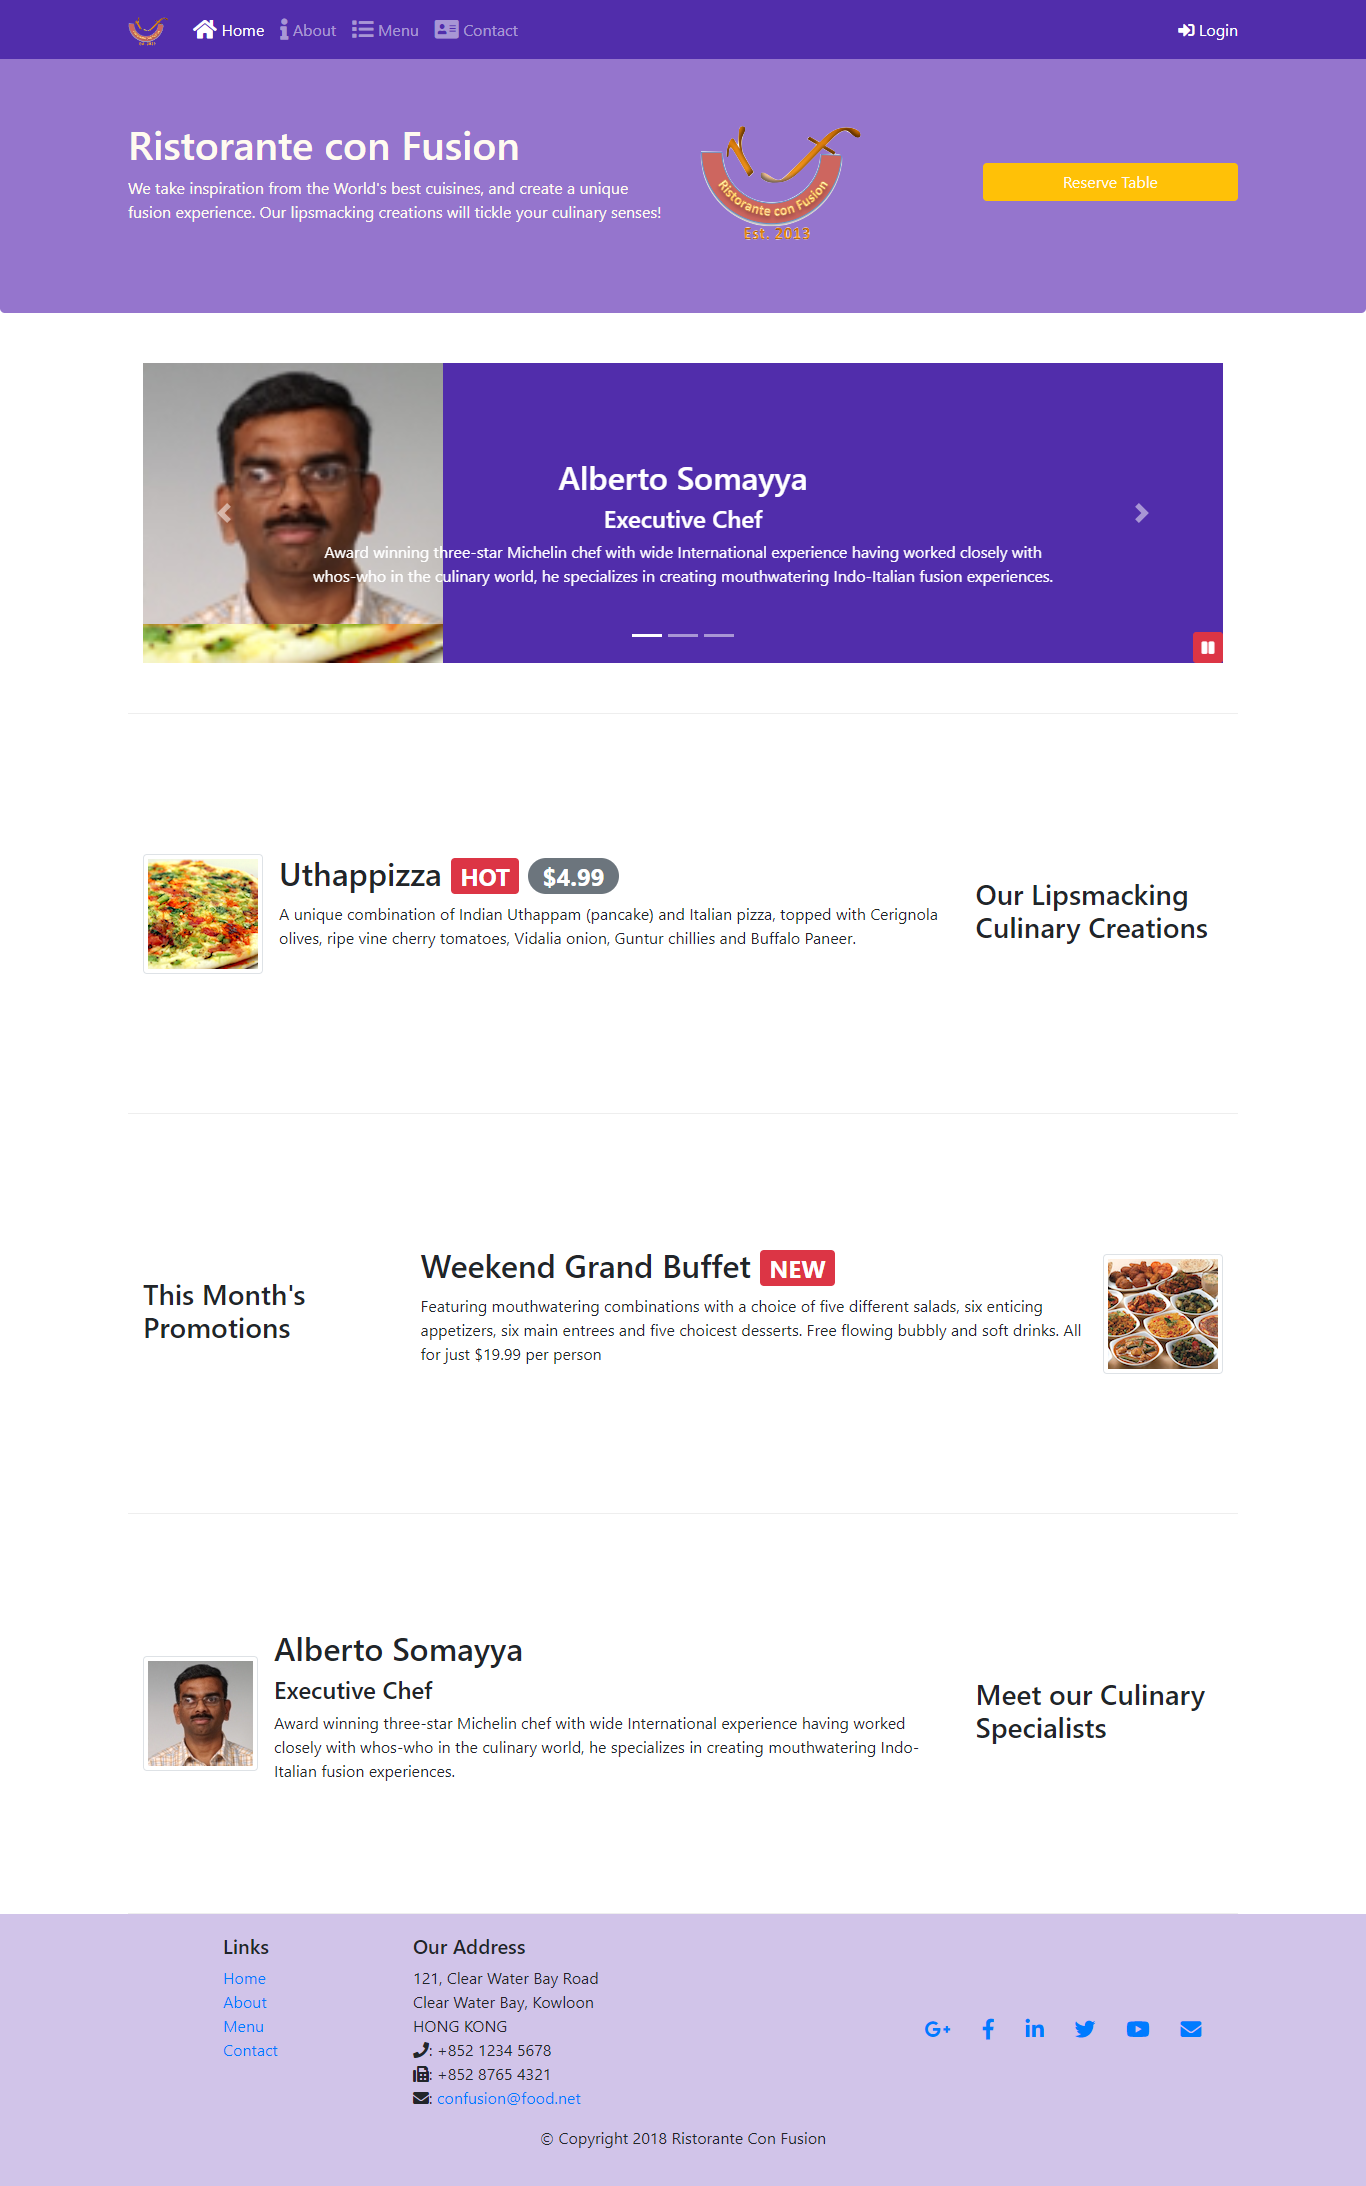 Home About Menu Contact Login
Ristorante con Fusion
We take inspiration from the World's best cuisines, and create a unique
fusion experience. Our lipsmacking creations will tickle your culinary senses!
Ristorante con Fusion
Est. 2013
Reserve Table
Alberto Somayya
Executive Chef
Award winning three-star Michelin chef with wide International experience having worked closely with
whos-who in the culinary world, he specializes in creating mouthwatering Indo-Italian fusion experiences.
Uthappizza HOT $4.99
A unique combination of Indian Uthappam (pancake) and Italian pizza, topped with Cerignola
olives, ripe vine cherry tomatoes, Vidalia onion, Guntur chillies and Buffalo Paneer.
Our Lipsmacking
Culinary Creations
This Month's
Promotions
Weekend Grand Buffet NEW
Featuring mouthwatering combinations with a choice of five different salads, six enticing
appetizers, six main entrees and five choicest desserts. Free flowing bubbly and soft drinks. All
for just $19.99 per person
Alberto Somayya
Executive Chef
Award winning three-star Michelin chef with wide International experience having worked
closely with whos-who in the culinary world, he specializes in creating mouthwatering Indo-
Italian fusion experiences.
Meet our Culinary
Specialists
Links
Home
About
Menu
Contact
Our Address
121, Clear Water Bay Road
Clear Water Bay, Kowloon
HONG KONG
: +852 1234 5678
: +852 8765 4321
: confusion@food.net
© Copyright 2018 Ristorante Con Fusion